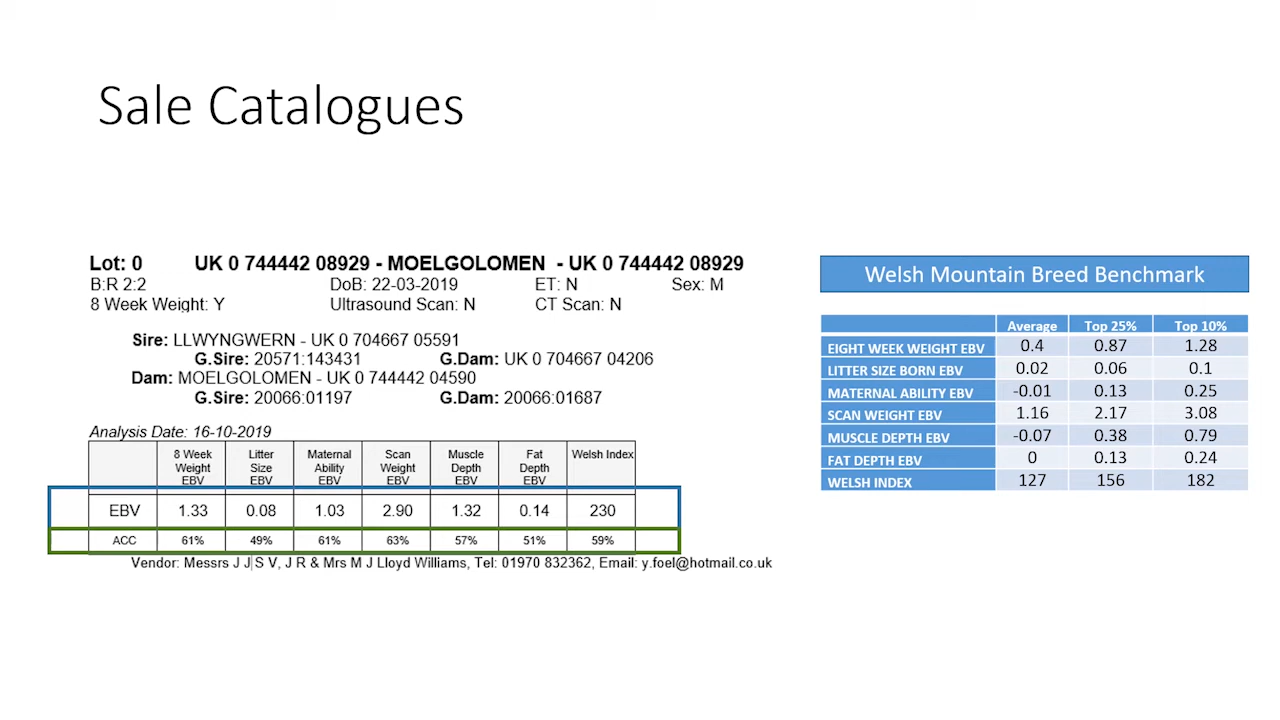 Sale Catalogues
Lot: 0 UK 0 744442 08929 - MOELGOLOMEN - UK 0 744442 08929
B:R 2:2 DoB: 22-03-2019 ET: N Sex: M
8 Week Weight: Y Ultrasound Scan: N CT Scan: N
Sire: LLWYNGWERN - UK 0 704667 05591
G.Sire: 20571:143431 G.Dam: UK 0 704667 04206
Dam: MOELGOLOMEN - UK 0 744442 04590
G.Sire: 20066:01197 G.Dam: 20066:01687
Analysis Date: 16-10-2019
8 Week Litter Maternal Scan Muscle Fat Welsh Index
Weight Size Ability Weight Depth Depth
EBV EBV EBV EBV EBV EBV
EBV 1.33 0.08 1.03 2.90 1.32 0.14 230
ACC 61% 49% 61% 63% 57% 51% 59%
Vendor: Messrs J J S V, J R & Mrs M J Lloyd Williams, Tel: 01970 832362, Email: y.foel@hotmail.co.uk
Welsh Mountain Breed Benchmark
Average Top 25% Top 10%
EIGHT WEEK WEIGHT EBV 0.4 0.87 1.28
LITTER SIZE BORN EBV 0.02 0.06 0.1
MATERNAL ABILITY EBV -0.01 0.13 0.25
SCAN WEIGHT EBV 1.16 2.17 3.08
MUSCLE DEPTH EBV -0.07 0.38 0.79
FAT DEPTH EBV 0 0.13 0.24
WELSH INDEX 127 156 182